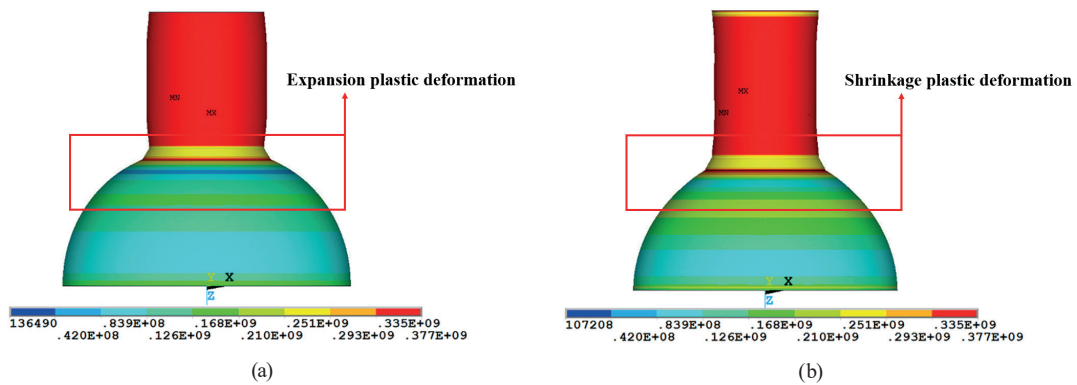 Expansion plastic deformation
MN
MX
Y X
Z
136490 .839E+08 .168E+09 .251E+09 .335E+09
.420E+08 .126E+09 .210E+09 .293E+09 .377E+09
(a)
Shrinkage plastic deformation
MX
MN
Y X
Z
107208 .839E+08 .168E+09 .251E+09 .335E+09
.420E+08 .126E+09 .210E+09 .293E+09 .377E+09
(b)